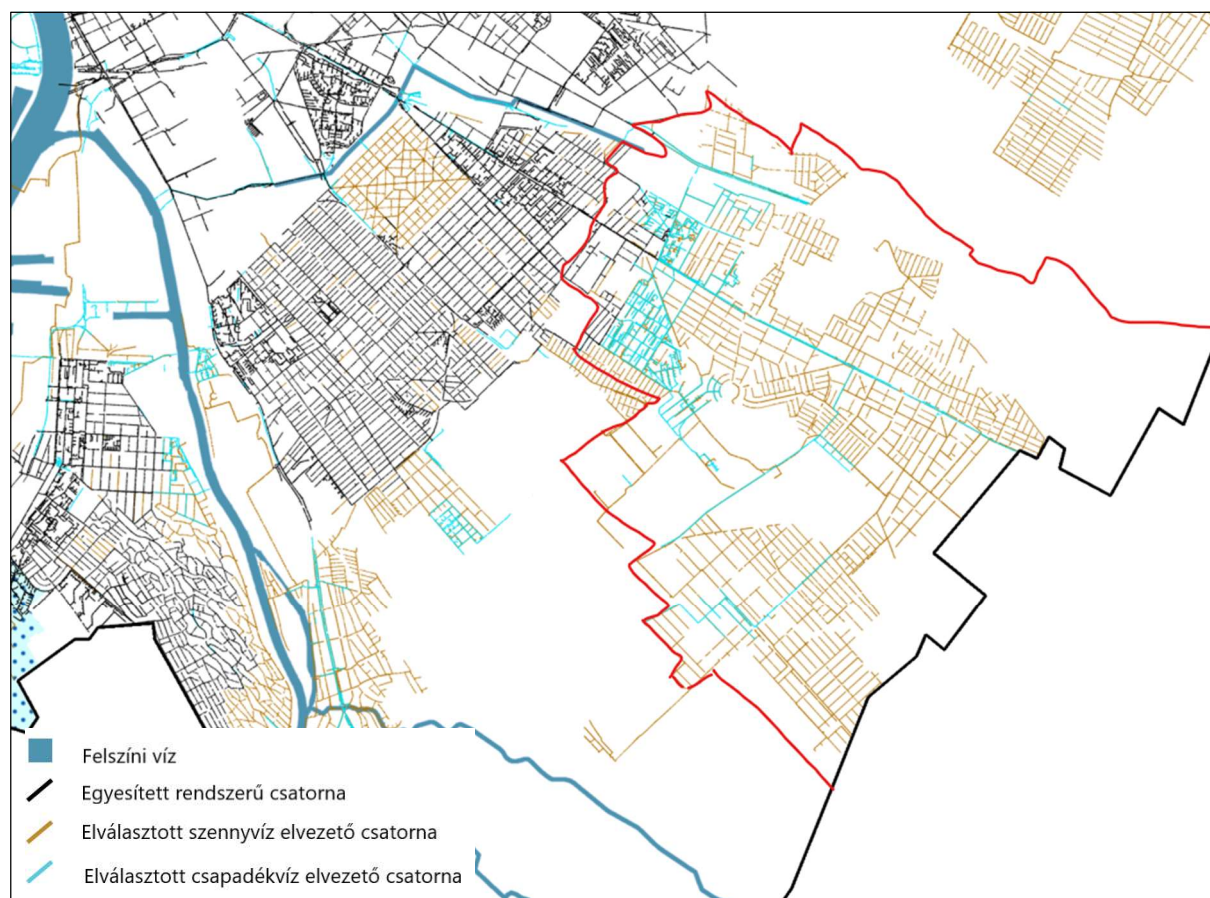 Felszíni víz
Egyesített rendszerű csatorna
Elválasztott szennyvíz elvezető csatorna
Elválasztott csapadékvíz elvezető csatorna